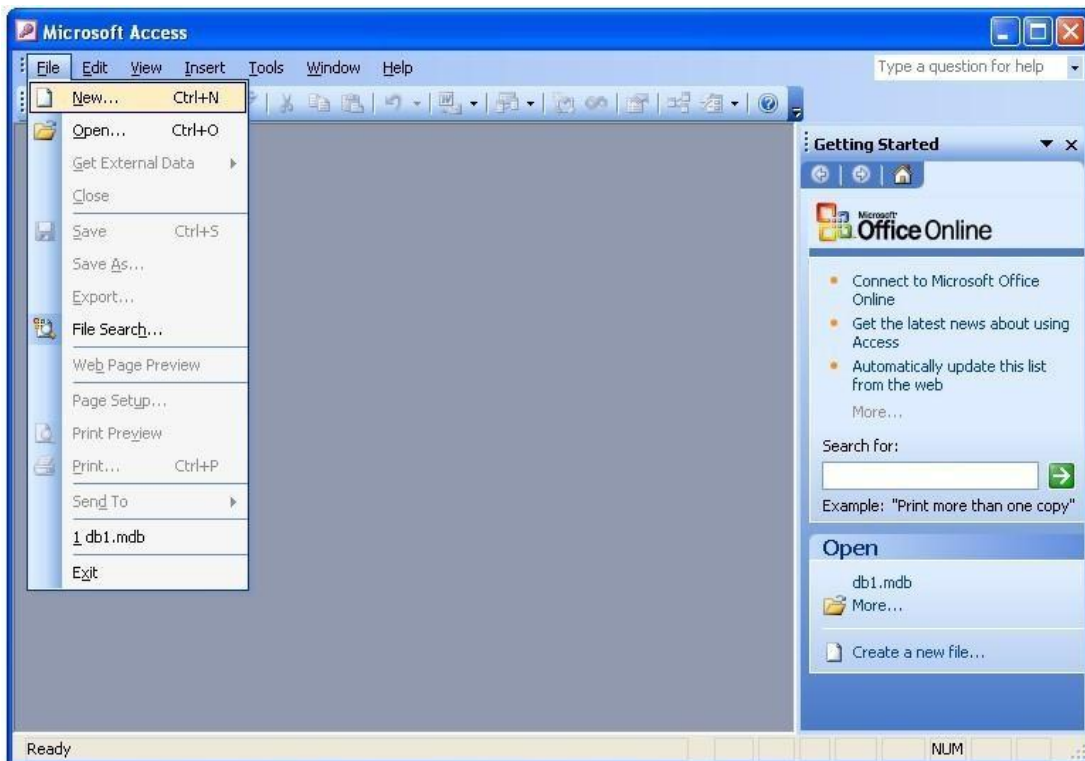 Microsoft Access
File Edit View Insert Tools Window Help
Type a question for help
New... Ctrl+N
Open... Ctrl+O
Get External Data
Close
Save Ctrl+S
Save As...
Export...
File Search...
Web Page Preview
Page Setup...
Print Preview
Print... Ctrl+P
Send To
1 db1.mdb
Exit
Getting Started
Microsoft
Office Online
Connect to Microsoft Office
Online
Get the latest news about using
Access
Automatically update this list
from the web
More...
Search for:
Example: "Print more than one copy"
Open
db1.mdb
More...
Create a new file...
Ready
NUM